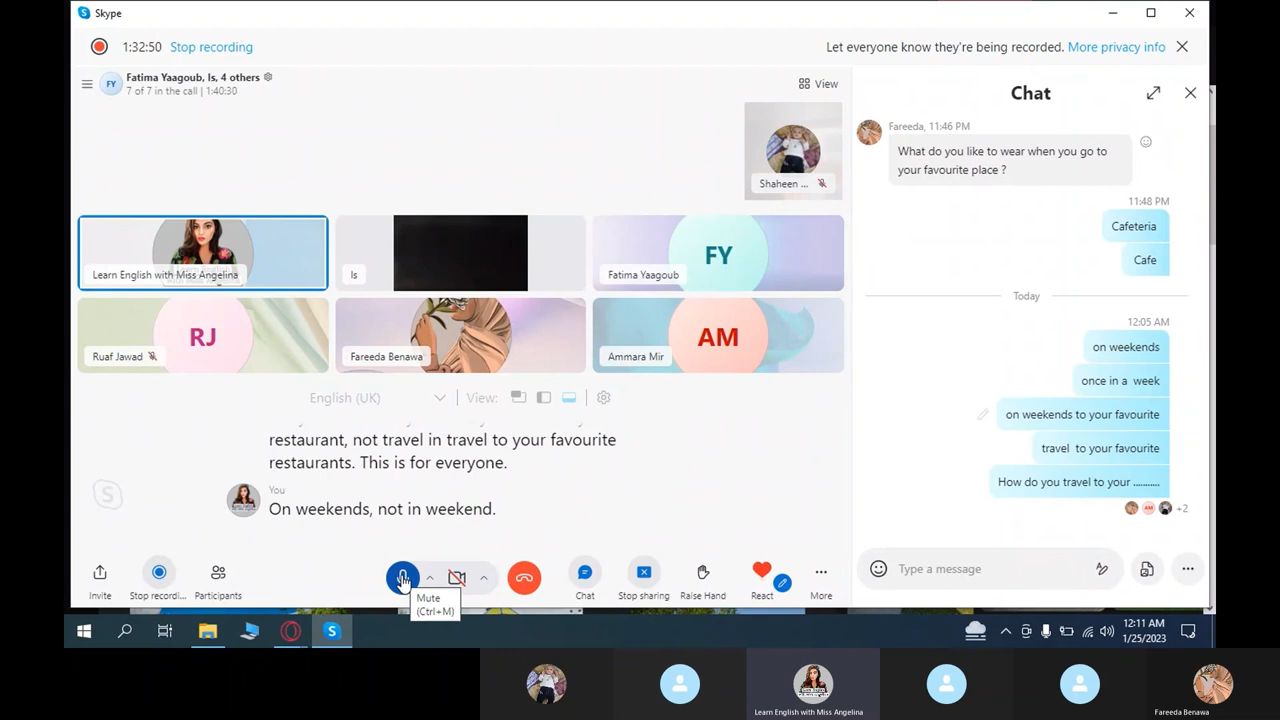 Skype
1:32:50 Stop recording
Let everyone know they're being recorded. More privacy info
Fatima Yaagoub, Is, 4 others
7 of 7 in the call | 1:40:30
FY
View
Shaheen ...
Learn English with Miss Angelina
Is
FY
Fatima Yaagoub
RJ
Ruaf Jawad
Fareeda Benawa
AM
Ammara Mir
English (UK)
View:
restaurant, not travel in travel to your favourite
restaurants. This is for everyone.
You
On weekends, not in weekend.
Chat
Fareeda, 11:46 PM
What do you like to wear when you go to
your favourite place ?
11:48 PM
Cafeteria
Cafe
Today
12:05 AM
on weekends
once in a week
on weekends to your favourite
travel to your favourite
How do you travel to your ...........
AM
+2
Type a message
Invite
Stop recordi...
Participants
Chat
Stop sharing
Raise Hand
React
More
Mute
(Ctrl+M)
12:11 AM
1/25/2023
Learn English with Miss Angelina
Fareeda Benawa